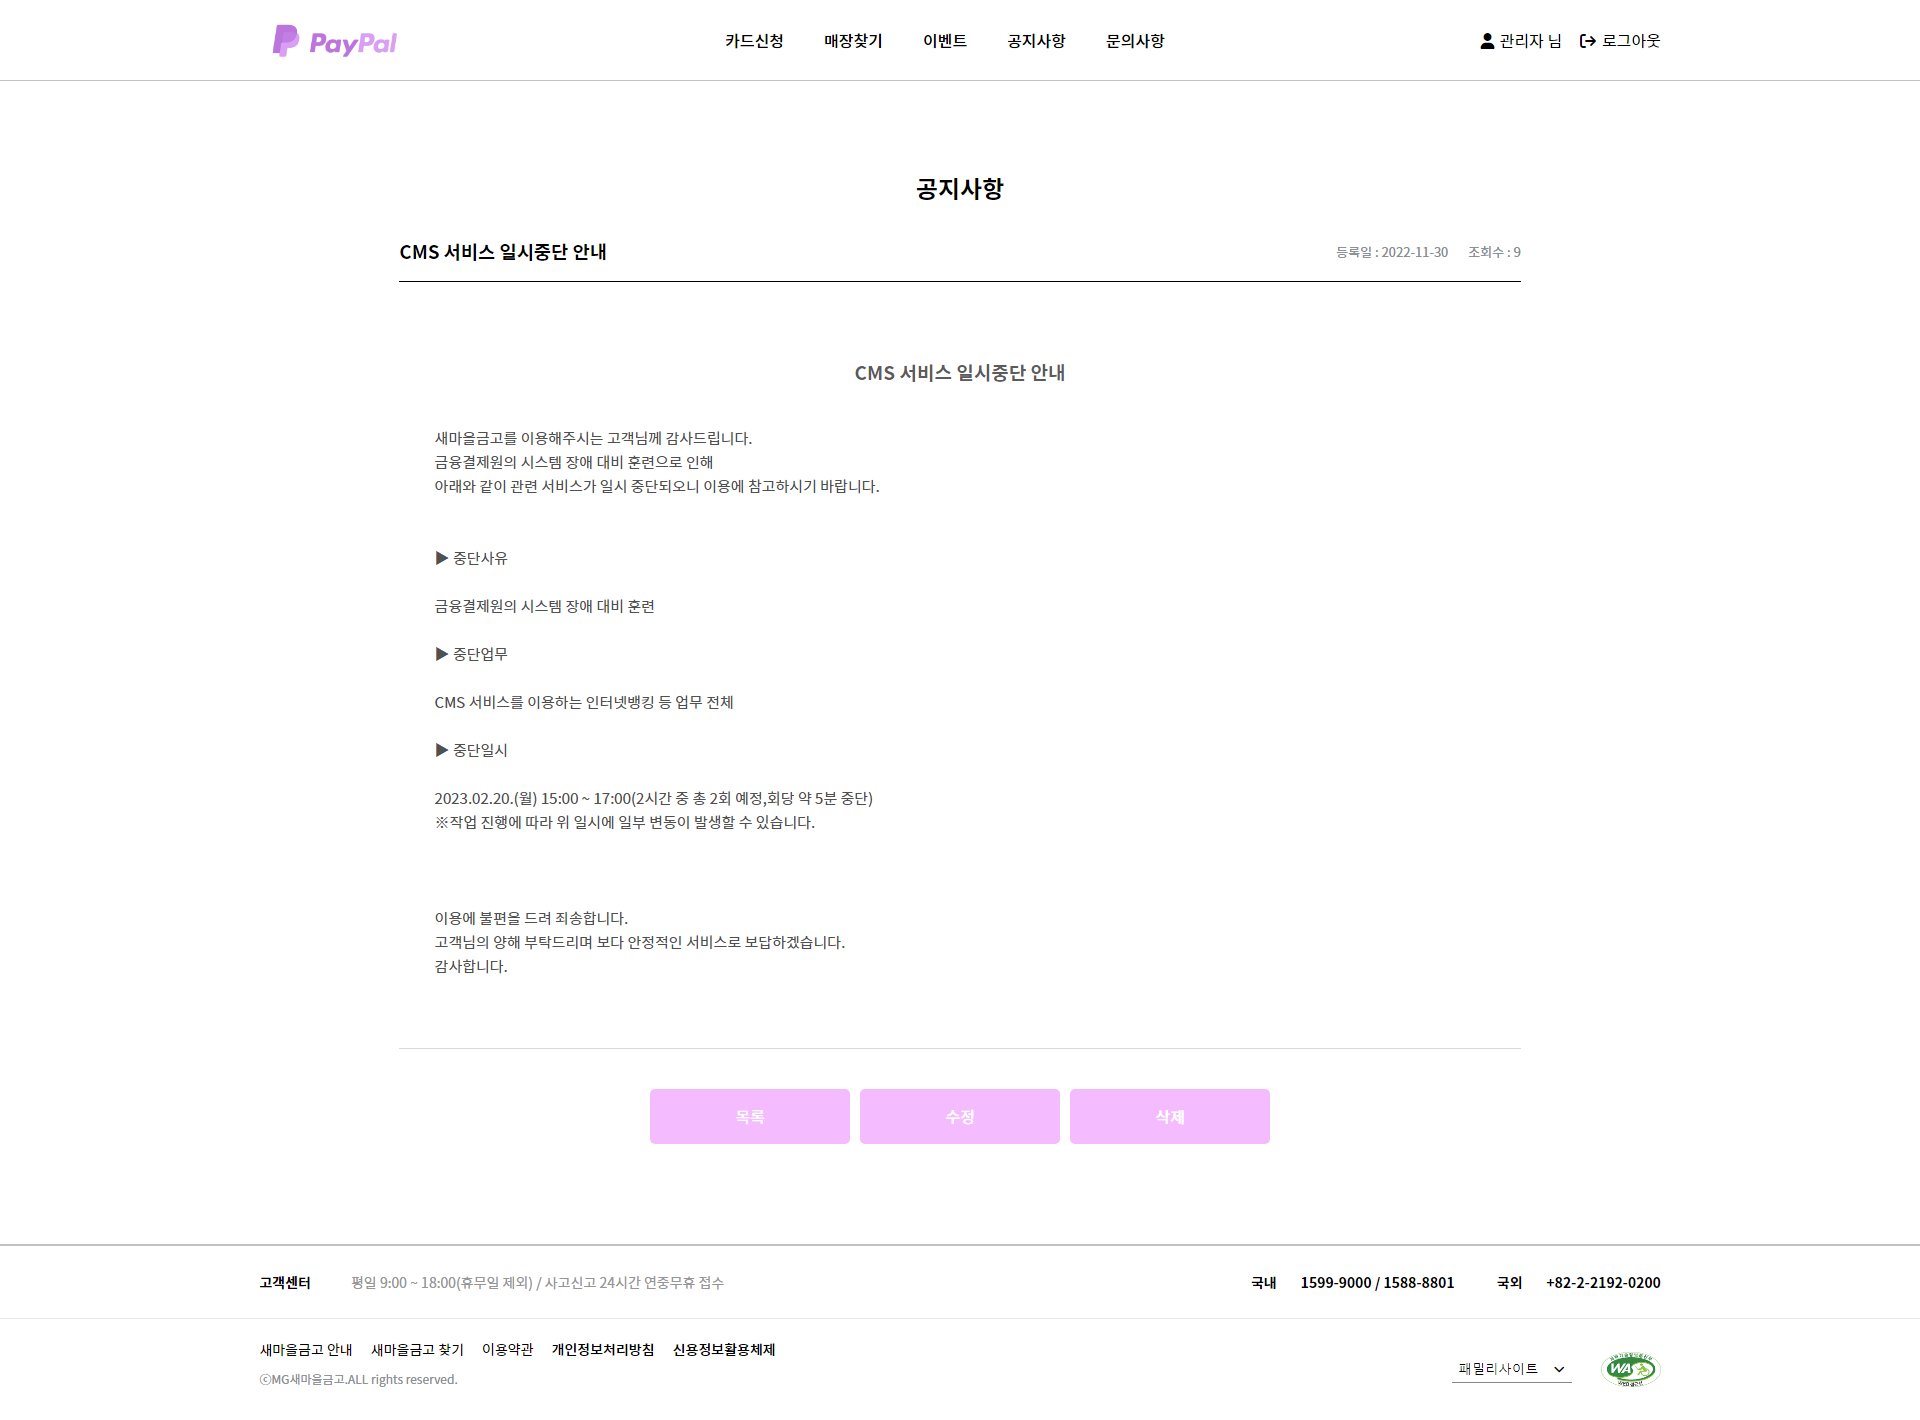 PayPal
카드신청 매장찾기 이벤트 공지사항 문의사항
관리자 님 로그아웃
공지사항
CMS 서비스 일시중단 안내
등록일 : 2022-11-30 조회수 : 9
CMS 서비스 일시중단 안내
새마을금고를 이용해주시는 고객님께 감사드립니다.
금융결제원의 시스템 장애 대비 훈련으로 인해
아래와 같이 관련 서비스가 일시 중단되오니 이용에 참고하시기 바랍니다.
▶ 중단사유
금융결제원의 시스템 장애 대비 훈련
▶ 중단업무
CMS 서비스를 이용하는 인터넷뱅킹 등 업무 전체
▶ 중단일시
2023.02.20.(월) 15:00 ~ 17:00(2시간 중 총 2회 예정,회당 약 5분 중단)
※작업 진행에 따라 위 일시에 일부 변동이 발생할 수 있습니다.
이용에 불편을 드려 죄송합니다.
고객님의 양해 부탁드리며 보다 안정적인 서비스로 보답하겠습니다.
감사합니다.
목록 수정 삭제
고객센터 평일 9:00 ~ 18:00(휴무일 제외) / 사고신고 24시간 연중무휴 접수
국내 1599-9000 / 1588-8801 국외 +82-2-2192-0200
새마을금고 안내 새마을금고 찾기 이용약관 개인정보처리방침 신용정보활용체제
ⓒMG새마을금고.ALL rights reserved.
패밀리사이트
WA